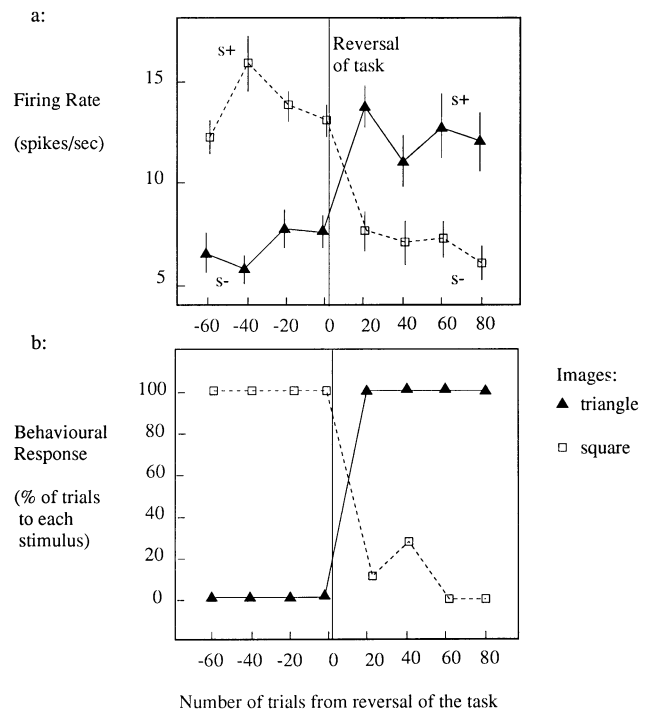 a:
s+
Reversal
of task
15
Firing Rate
s+
(spikes/sec)
10
s-
5
s-
-60 -40 -20 0 20 40 60 80
b:
Images:
100
triangle
Behavioural
Response
80
square
60
(% of trials
to each
stimulus)
40
20
0
-60 -40 -20 0 20 40 60 80
Number of trials from reversal of the task